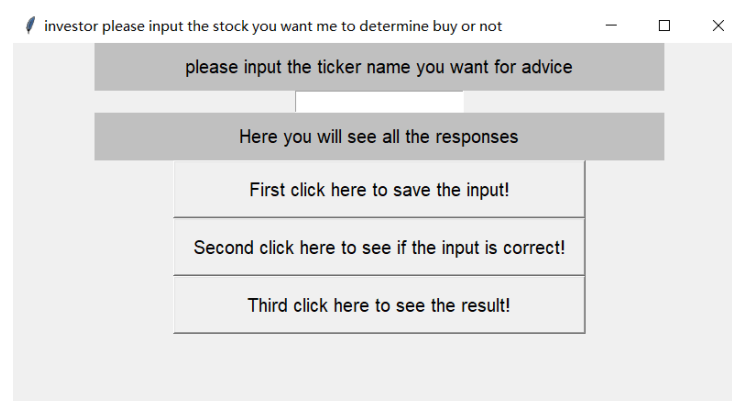 investor please input the stock you want me to determine buy or not
please input the ticker name you want for advice
Here you will see all the responses
First click here to save the input!
Second click here to see if the input is correct!
Third click here to see the result!